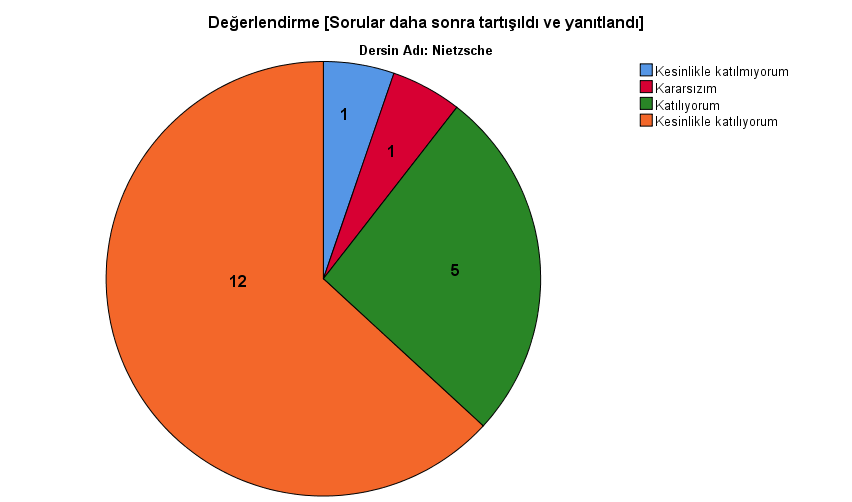 Değerlendirme [Sorular daha sonra tartışıldı ve yanıtlandı]
Dersin Adı: Nietzsche
Kesinlikle katılmıyorum
Kararsızım
Katılıyorum
Kesinlikle katılıyorum
1
1
5
12